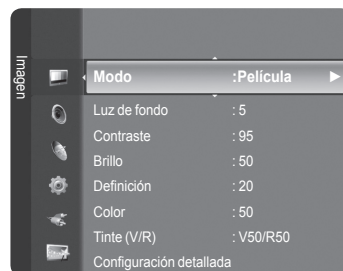 Imagen
Modo :Película
Luz de fondo : 5
Contraste : 95
Brillo : 50
Definición : 20
Color : 50
Tinte (V/R) : V50/R50
Configuración detallada